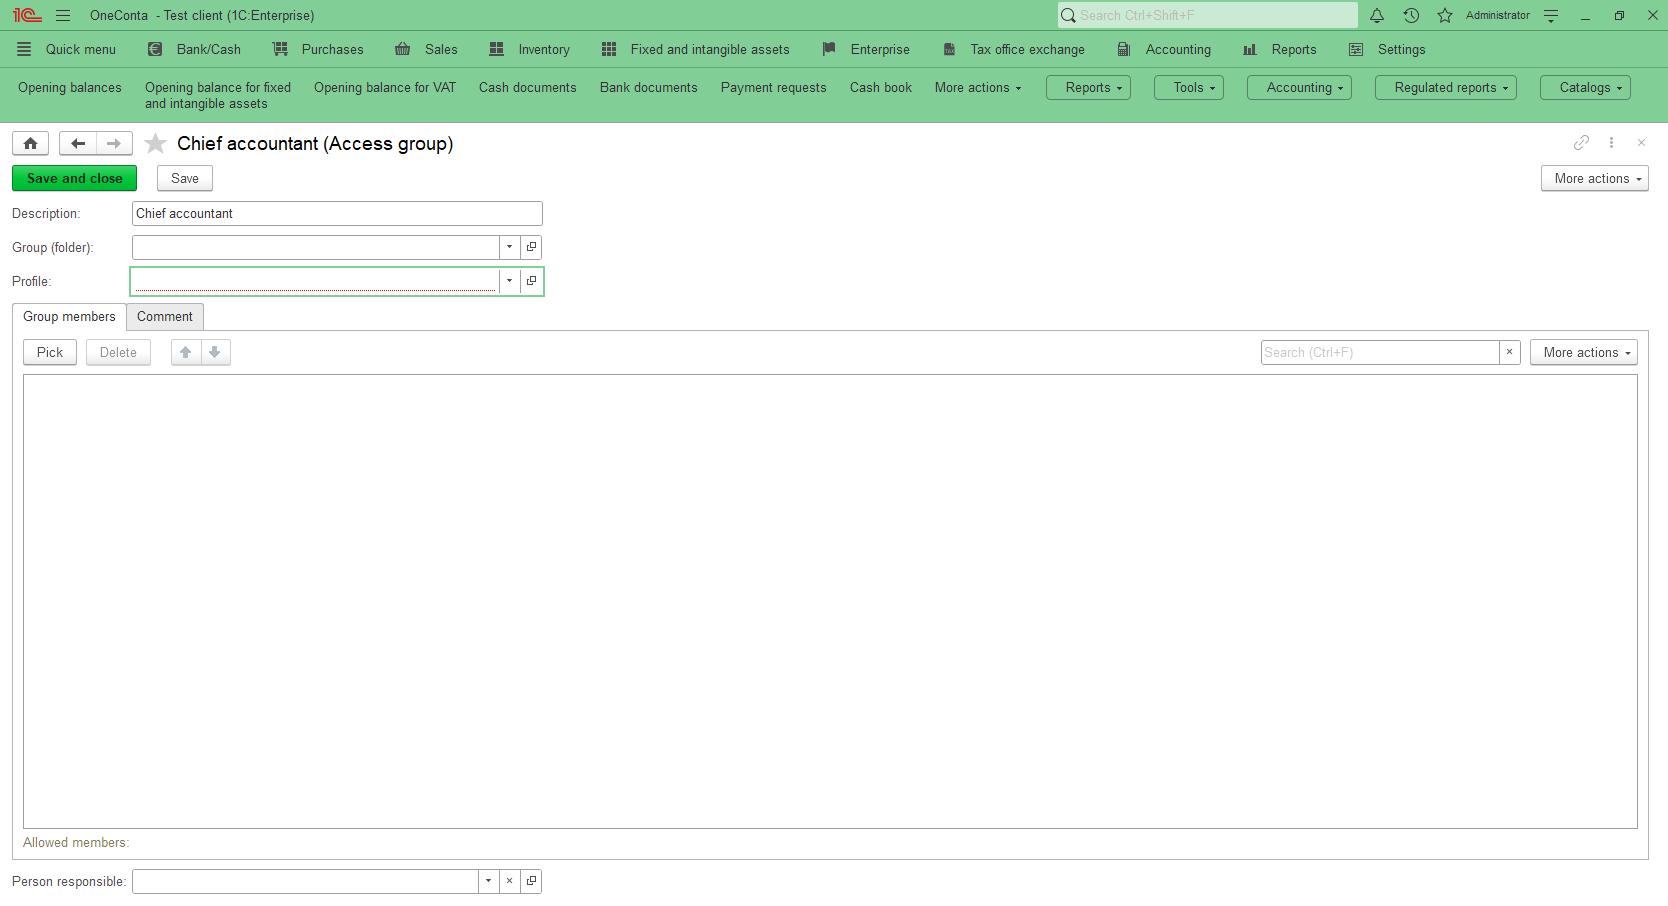 1C OneConta - Test client (1C:Enterprise) Search Ctrl+Shift+F Administrator
Quick menu Bank/Cash Purchases Sales Inventory Fixed and intangible assets Enterprise Tax office exchange Accounting Reports Settings
Opening balances Opening balance for fixed and intangible assets Opening balance for VAT Cash documents Bank documents Payment requests Cash book More actions Reports Tools Accounting Regulated reports Catalogs
Chief accountant (Access group)
Save and close Save More actions
Description: Chief accountant
Group (folder):
Profile:
Group members Comment
Pick Delete Search (Ctrl+F) × More actions
Allowed members:
Person responsible: ×